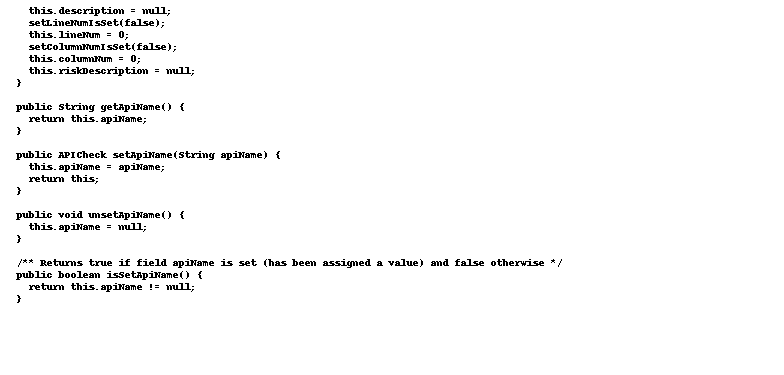 this.description = null;
setLineNumIsSet(false);
this.lineNum = 0;
setColumnNumIsSet(false);
this.columnNum = 0;
this.riskDescription = null;
}
public String getApiName() {
return this.apiName;
}
public APICheck setApiName(String apiName) {
this.apiName = apiName;
return this;
}
public void unsetApiName() {
this.apiName = null;
}
/** Returns true if field apiName is set (has been assigned a value) and false otherwise */
public boolean isSetApiName() {
return this.apiName != null;
}